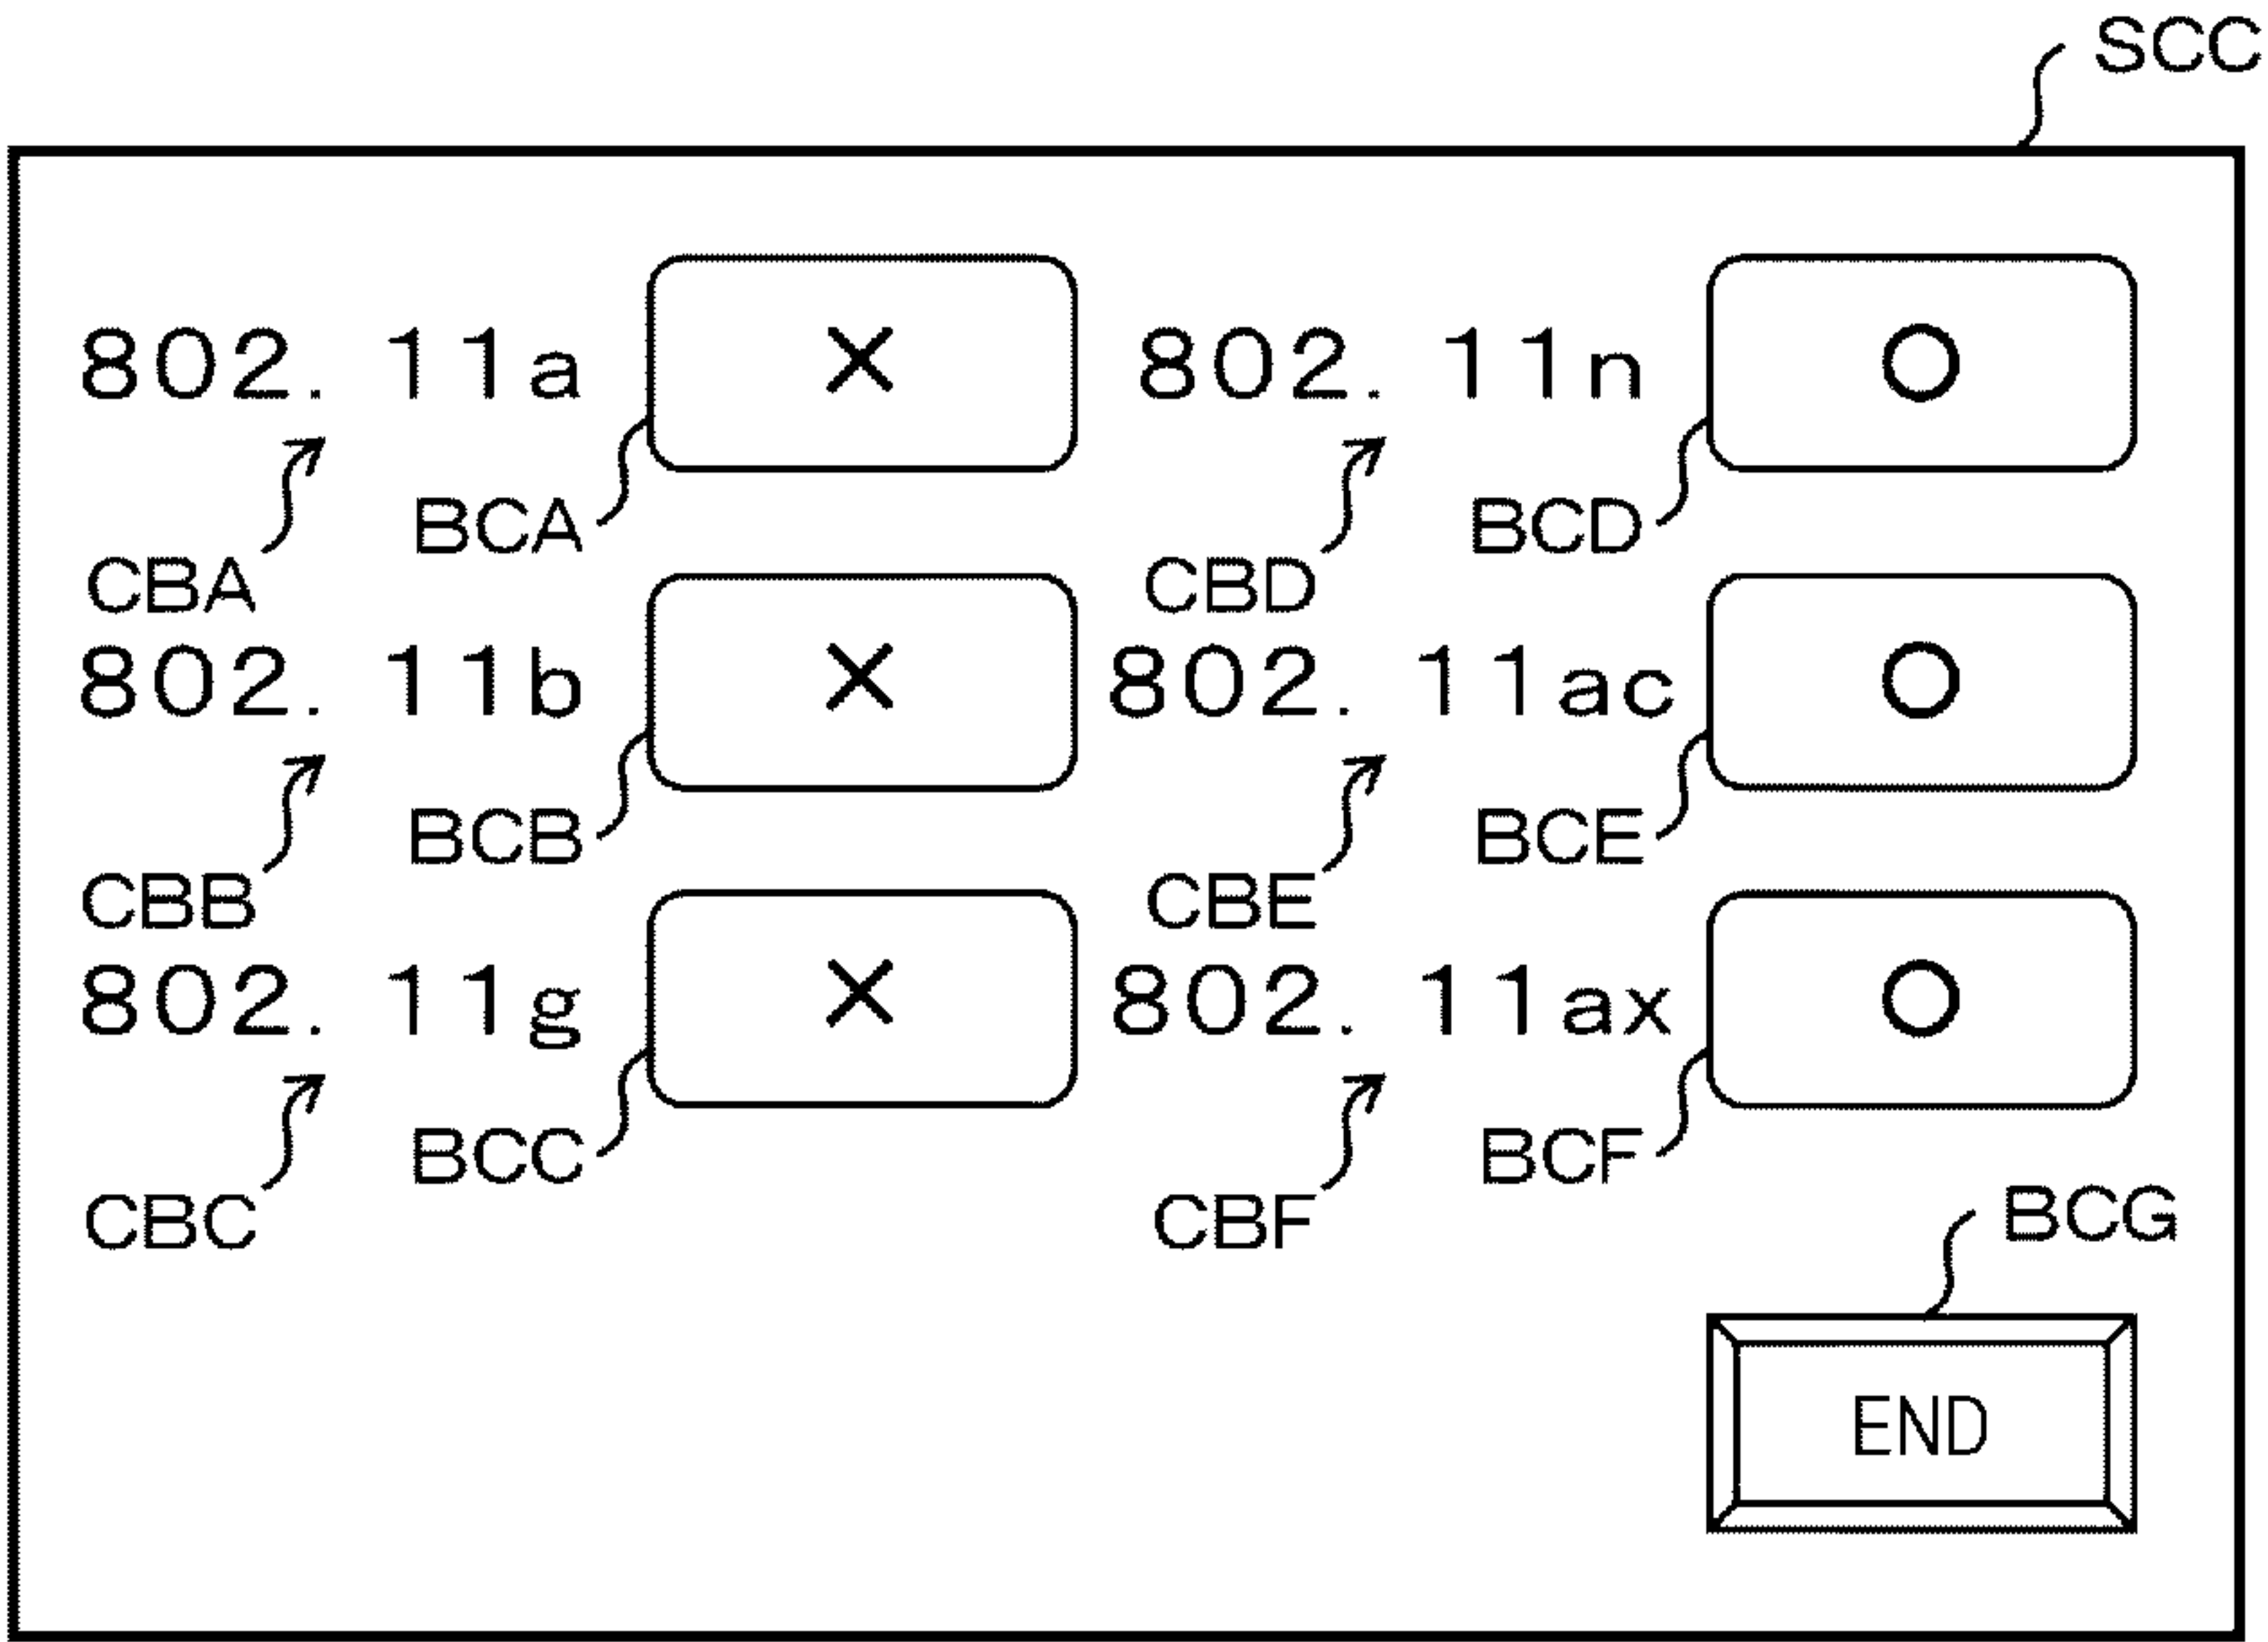 SCC
802. 11a × 802. 11n ○
BCA BCD
CBA CBD
802. 11b × 802. 11ac ○
BCB BCE
CBB CBE
802. 11g × 802. 11ax ○
BCC BCF
CBC CBF
BCG
END